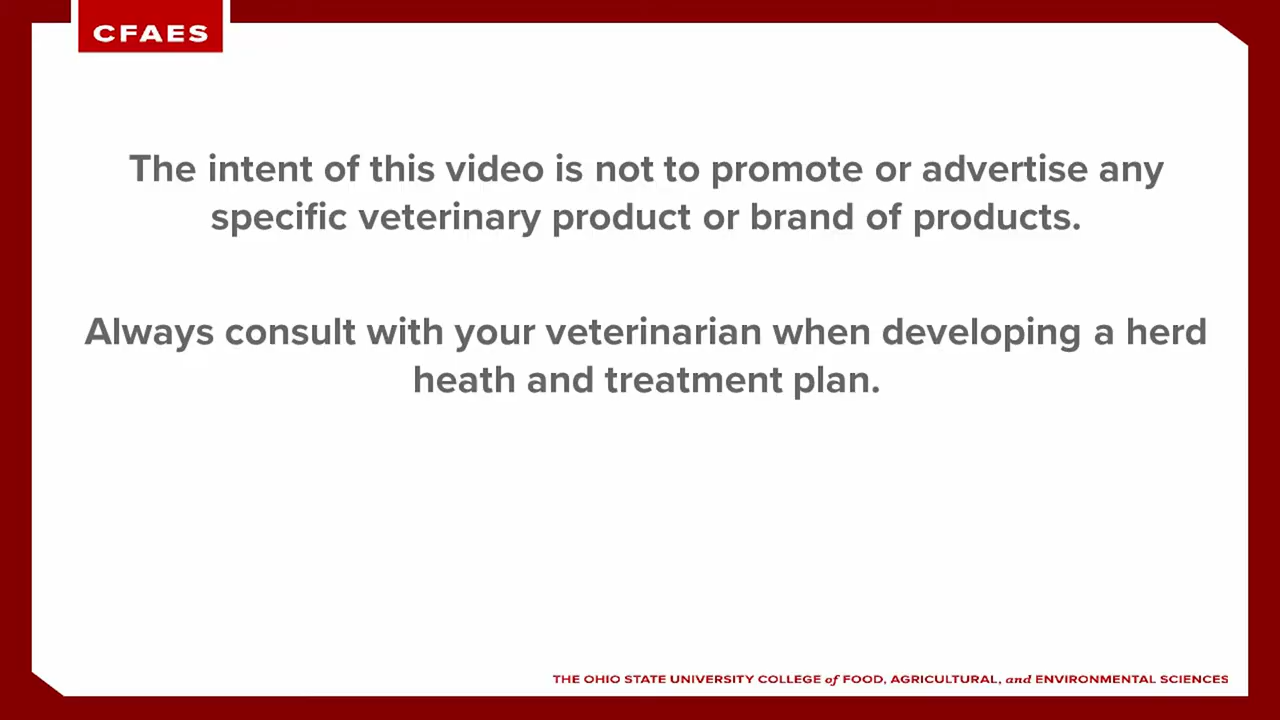 CFAES
The intent of this video is not to promote or advertise any
specific veterinary product or brand of products.
Always consult with your veterinarian when developing a herd
heath and treatment plan.
THE OHIO STATE UNIVERSITY COLLEGE of FOOD, AGRICULTURAL, and ENVIRONMENTAL SCIENCES